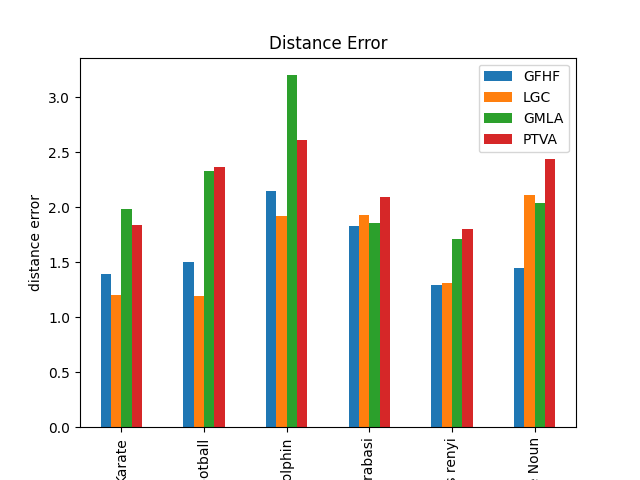 Distance Error
GFHF
LGC
GMLA
PTVA
distance error
3.0
2.5
2.0
1.5
1.0
0.5
0.0
Karate
otball
olphin
rabasi
s renyi
Noun